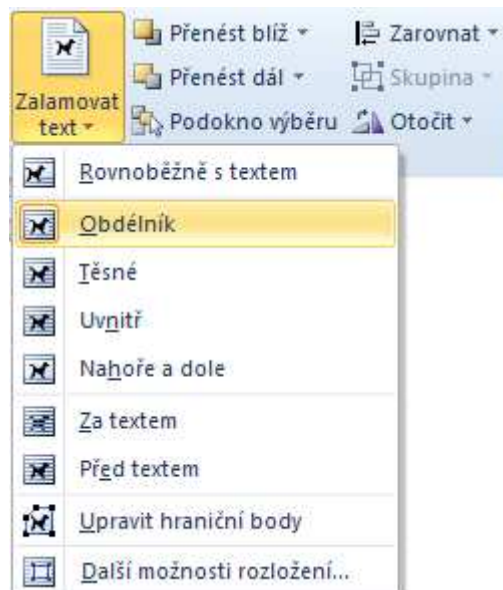 Zalamovat text
Přenést blíž
Přenést dál
Podokno výběru
Zarovnat
Skupina
Otočit
Rovnoběžně s textem
Obdélník
Těsné
Uvnitř
Nahoře a dole
Za textem
Před textem
Upravit hraniční body
Další možnosti rozložení...